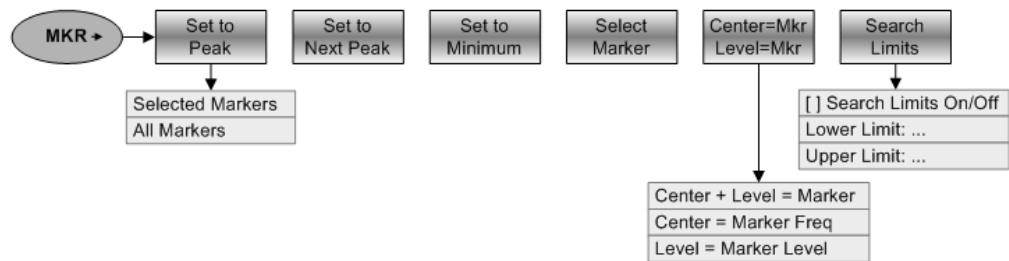 MKR
Set to
Peak
Set to
Next Peak
Set to
Minimum
Select
Marker
Center=Mkr
Level=Mkr
Search
Limits
Selected Markers
All Markers
[ ] Search Limits On/Off
Lower Limit: ...
Upper Limit: ...
Center + Level = Marker
Center = Marker Freq
Level = Marker Level